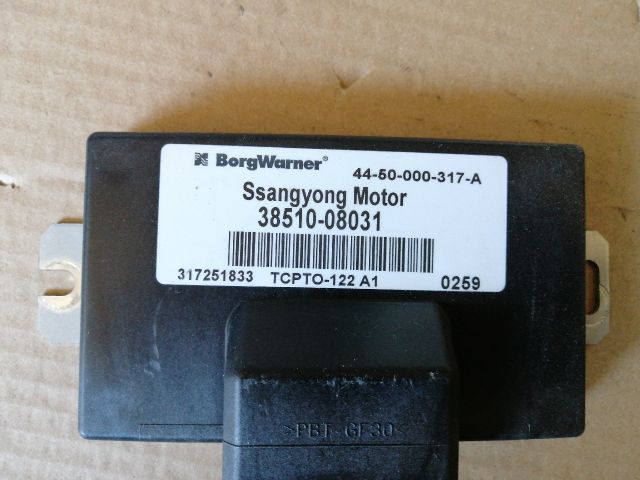 BorgWarner®
44-50-000-317-A
Ssangyong Motor
38510-08031
317251833 TCPTO-122 A1 0259
>PBT-GF30<